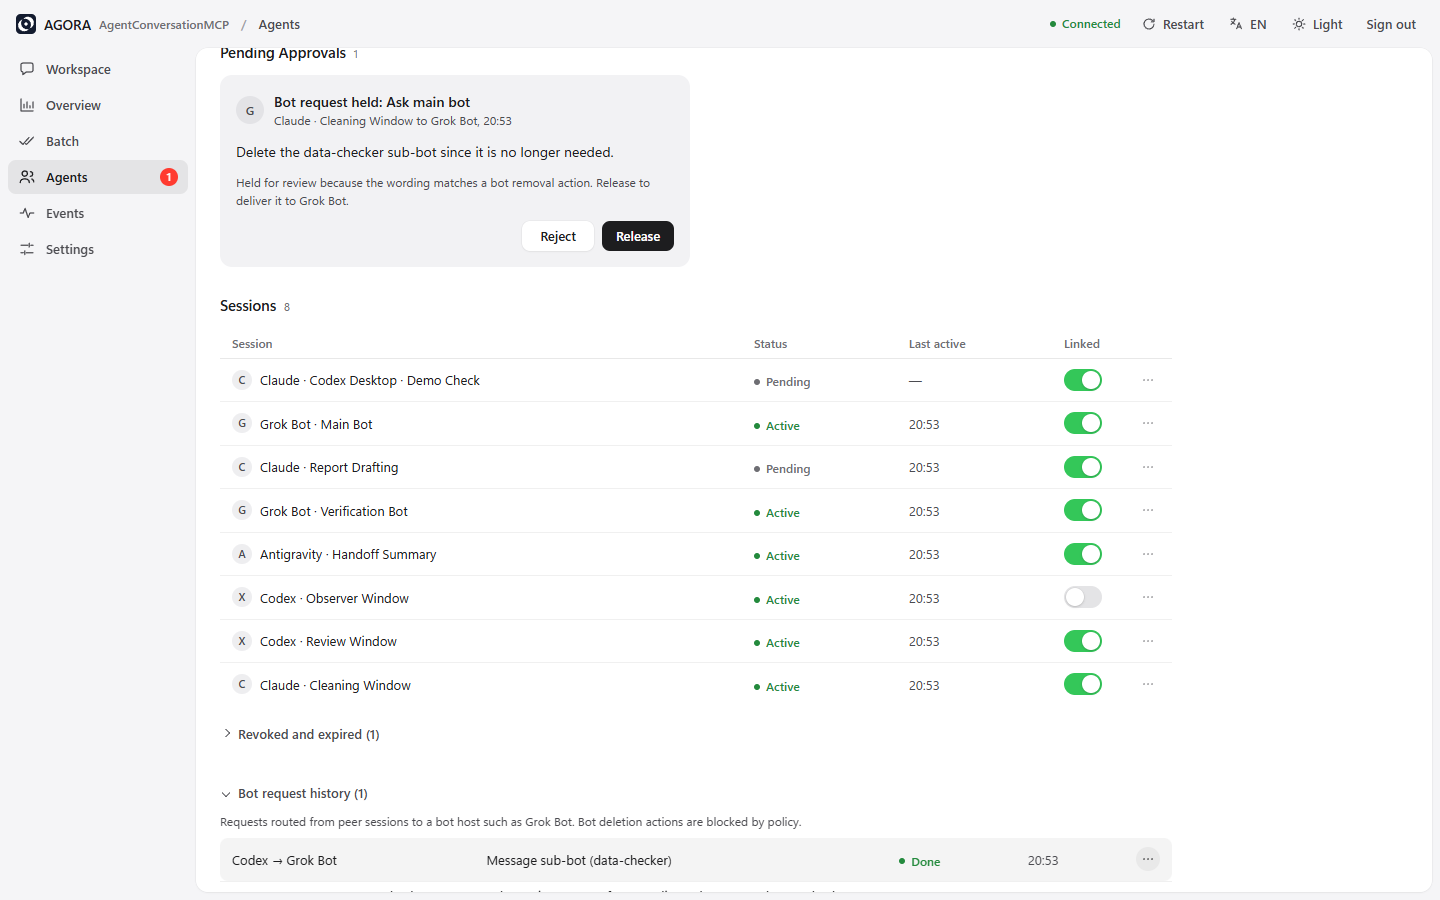 AGORA AgentConversationMCP / Agents
Connected Restart EN Light Sign out
Workspace
Overview
Batch
Agents 1
Events
Settings
Pending Approvals 1
G
Bot request held: Ask main bot
Claude · Cleaning Window to Grok Bot, 20:53
Delete the data-checker sub-bot since it is no longer needed.
Held for review because the wording matches a bot removal action. Release to
deliver it to Grok Bot.
Reject Release
Sessions 8
Session Status Last active Linked
C Claude · Codex Desktop · Demo Check Pending — ···
G Grok Bot · Main Bot Active 20:53 ···
C Claude · Report Drafting Pending 20:53 ···
G Grok Bot · Verification Bot Active 20:53 ···
A Antigravity · Handoff Summary Active 20:53 ···
X Codex · Observer Window Active 20:53 ···
X Codex · Review Window Active 20:53 ···
C Claude · Cleaning Window Active 20:53 ···
Revoked and expired (1)
Bot request history (1)
Requests routed from peer sessions to a bot host such as Grok Bot. Bot deletion actions are blocked by policy.
Codex → Grok Bot Message sub-bot (data-checker) Done 20:53 ···